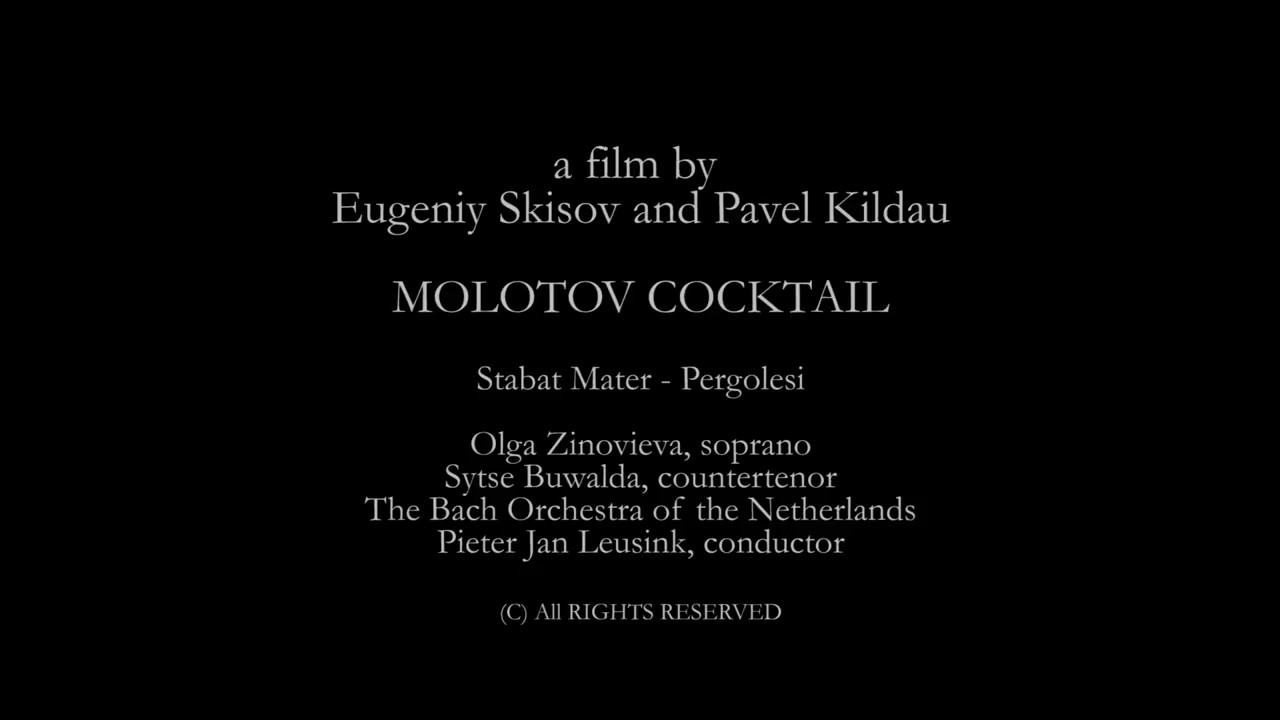 a film by
Eugeniy Skisov and Pavel Kildau
MOLOTOV COCKTAIL
Stabat Mater - Pergolesi
Olga Zinovieva, soprano
Sytse Buwalda, countertenor
The Bach Orchestra of the Netherlands
Pieter Jan Leusink, conductor
(C) All RIGHTS RESERVED